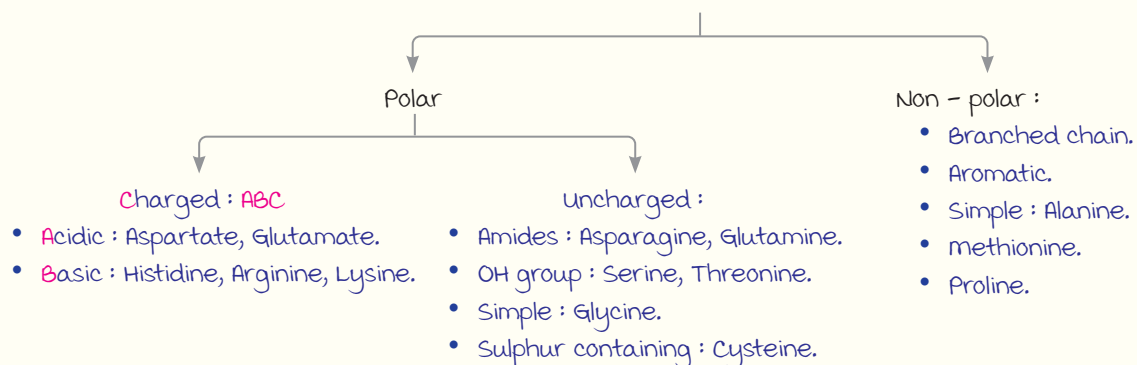 Polar
Charged : ABC
• Acidic : Aspartate, Glutamate.
• Basic : Histidine, Arginine, Lysine.
Uncharged :
• Amides : Asparagine, Glutamine.
• OH group : Serine, Threonine.
• Simple : Glycine.
• Sulphur containing : Cysteine.
Non - polar :
• Branched chain.
• Aromatic.
• Simple : Alanine.
• methionine.
• Proline.